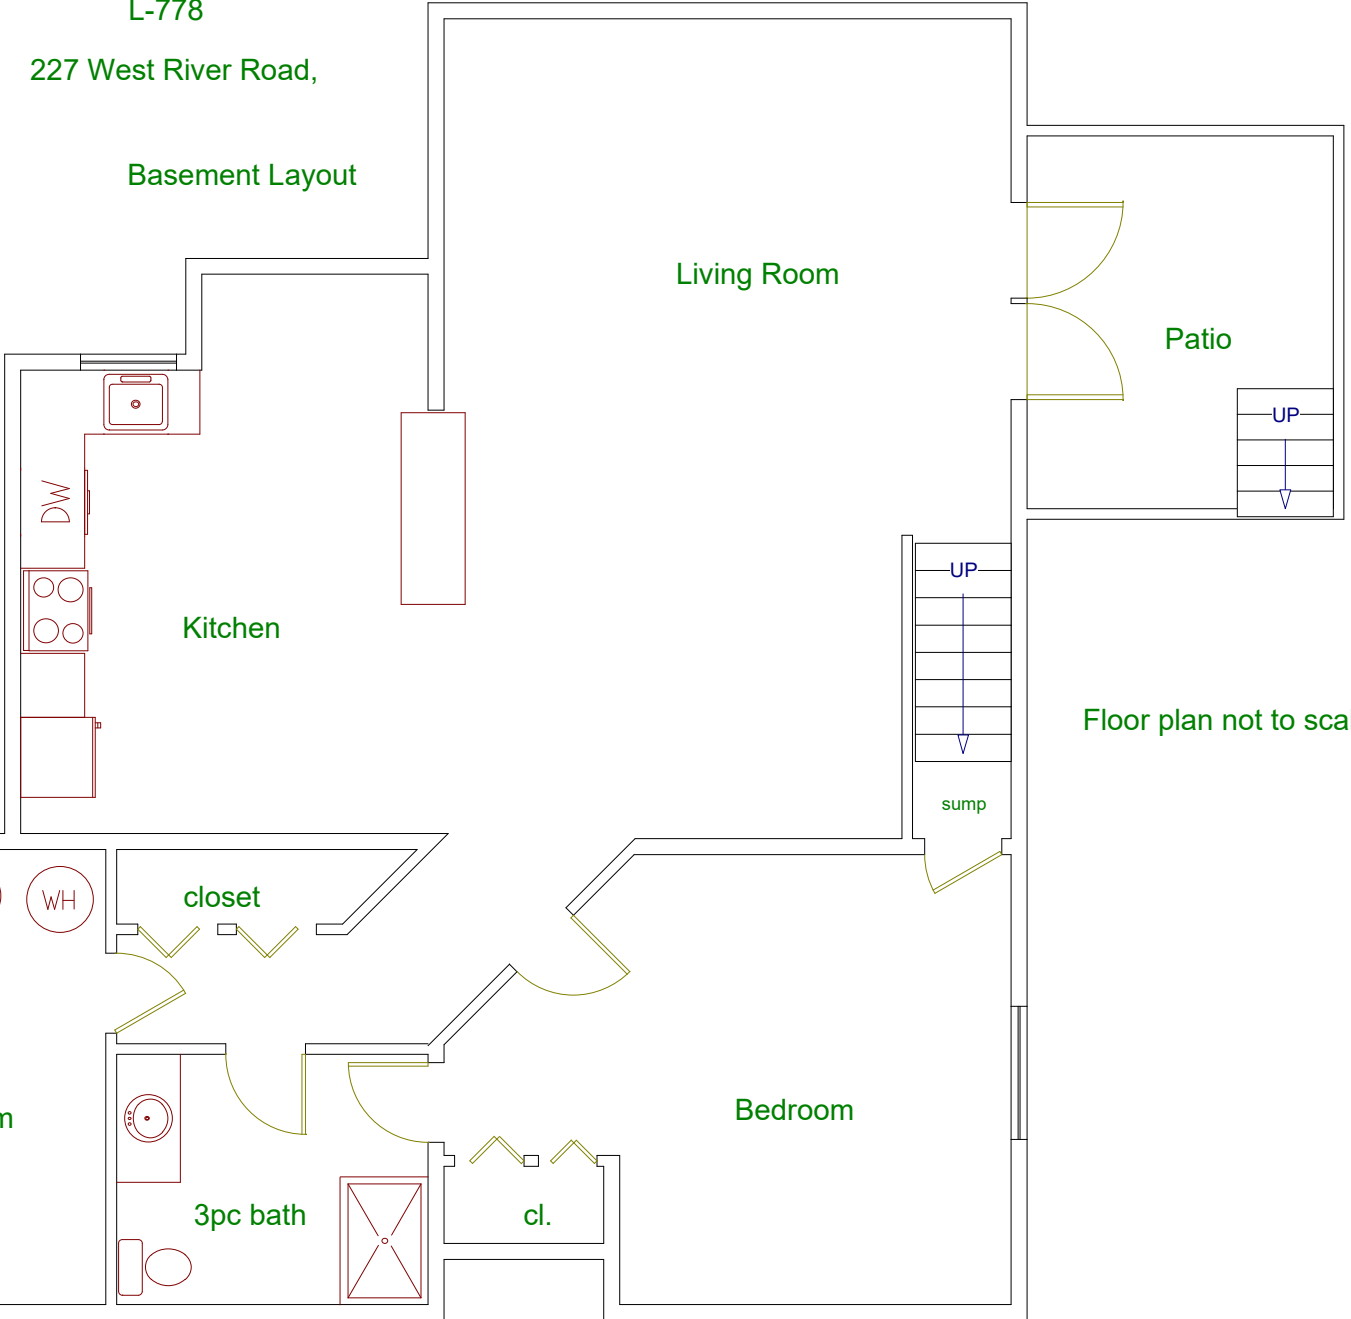 L-778
227 West River Road,
Basement Layout
Living Room
Patio
UP
DW
UP
Kitchen
Floor plan not to sca
sump
closet
WH
m
Bedroom
3pc bath
cl.